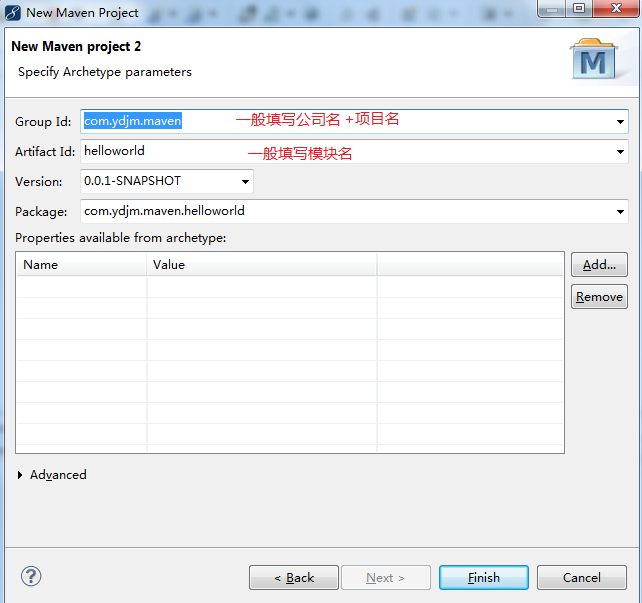 New Maven Project
New Maven project 2
Specify Archetype parameters
M
Group Id: com.ydjm.maven 一般填写公司名 +项目名
Artifact Id: helloworld 一般填写模块名
Version: 0.0.1-SNAPSHOT
Package: com.ydjm.maven.helloworld
Properties available from archetype:
Name Value
Add...
Remove
Advanced
?
< Back Next > Finish Cancel